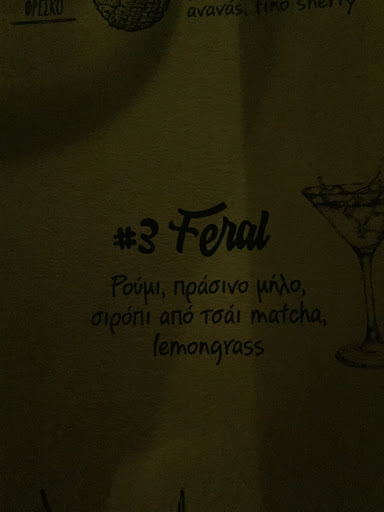 ΦΡΕΣΚΟ
ανανάς, fino sherry
#3 Feral
Ρούμι, πράσινο μήλο,
σιρόπι από τσάι matcha,
lemongrass